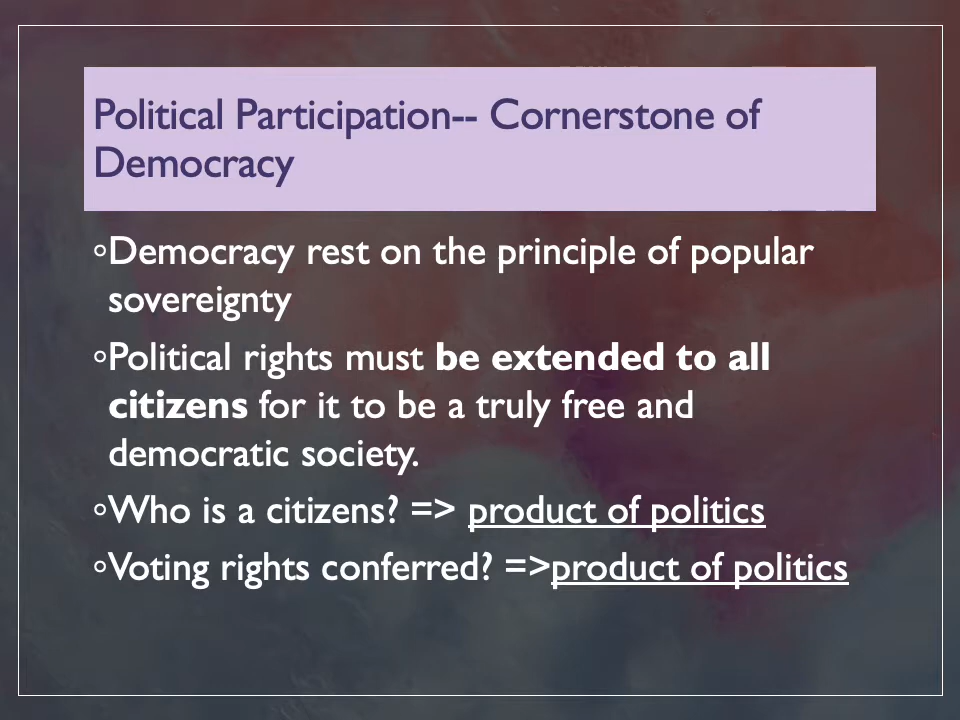 Political Participation-- Cornerstone of
Democracy
◦Democracy rest on the principle of popular
sovereignty
◦Political rights must be extended to all
citizens for it to be a truly free and
democratic society.
◦Who is a citizens? => product of politics
◦Voting rights conferred? =>product of politics